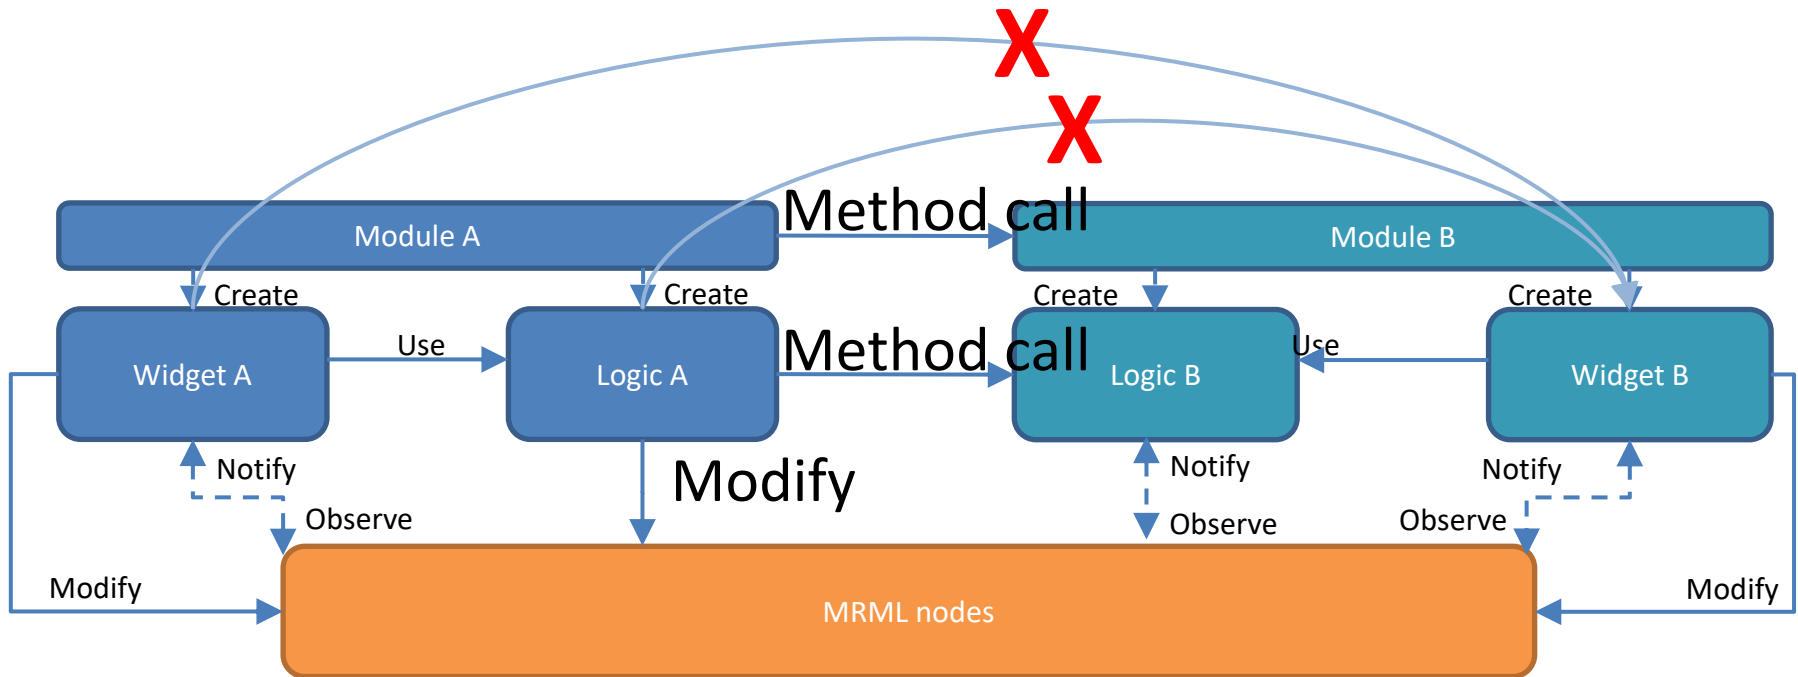 X
X
Method call
Module A
Module B
Create
Create
Create
Create
Method call
Use
Use
Widget A
Logic A
Logic B
Widget B
Notify
Modify
Notify
Notify
Observe
Observe
Observe
Modify
Modify
MRML nodes